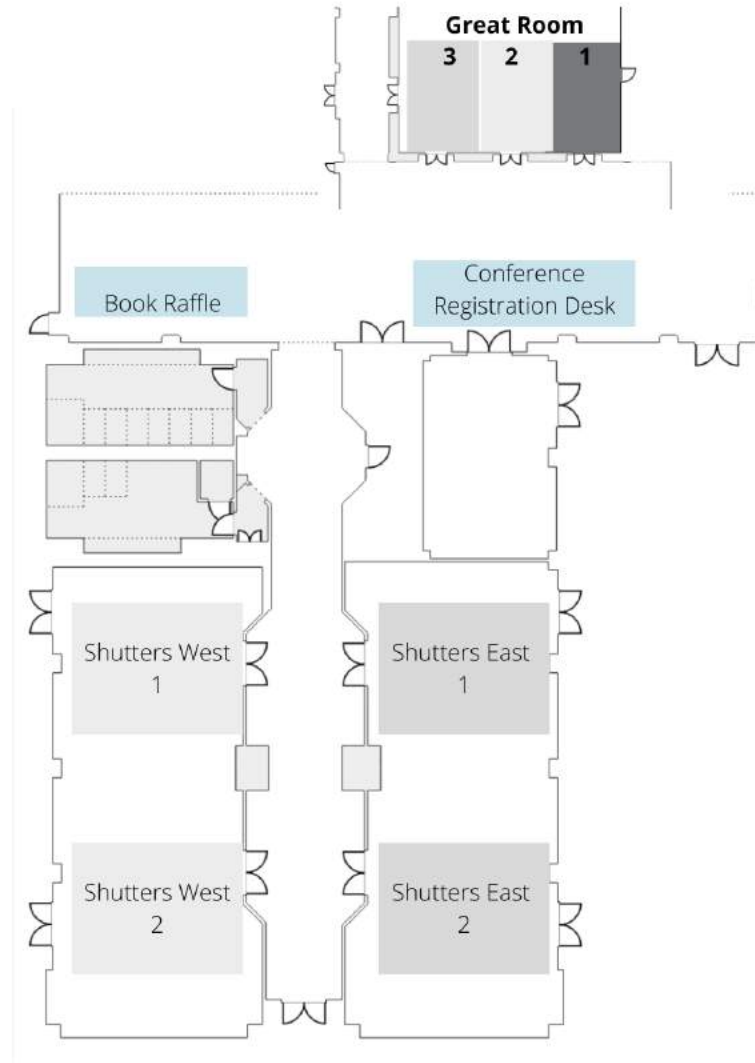 Great Room
3 2 1
Book Raffle
Conference
Registration Desk
Shutters West
1
Shutters East
1
Shutters West
2
Shutters East
2